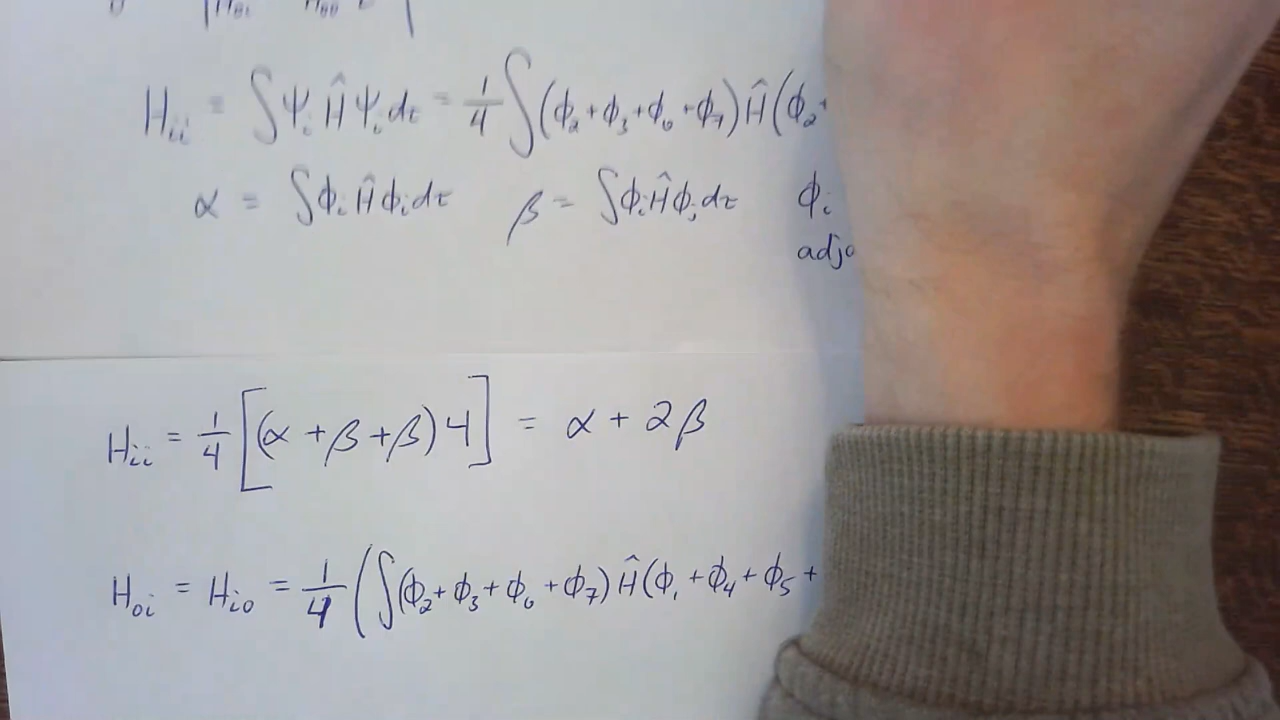 H_ii = ∫Ψ_i Ĥ Ψ_i dτ = 1/4 ∫(ϕ_2 + ϕ_3 + ϕ_6 + ϕ_7) Ĥ (ϕ_2 +
α = ∫ϕ_i Ĥ ϕ_i dτ β = ∫ϕ_i Ĥ ϕ_j dτ ϕ_i
adjo
H_ii = 1/4 [(α + β + β) 4] = α + 2β
H_oi = H_io = 1/4 (∫(ϕ_2 + ϕ_3 + ϕ_6 + ϕ_7) Ĥ (ϕ_1 + ϕ_4 + ϕ_5 +